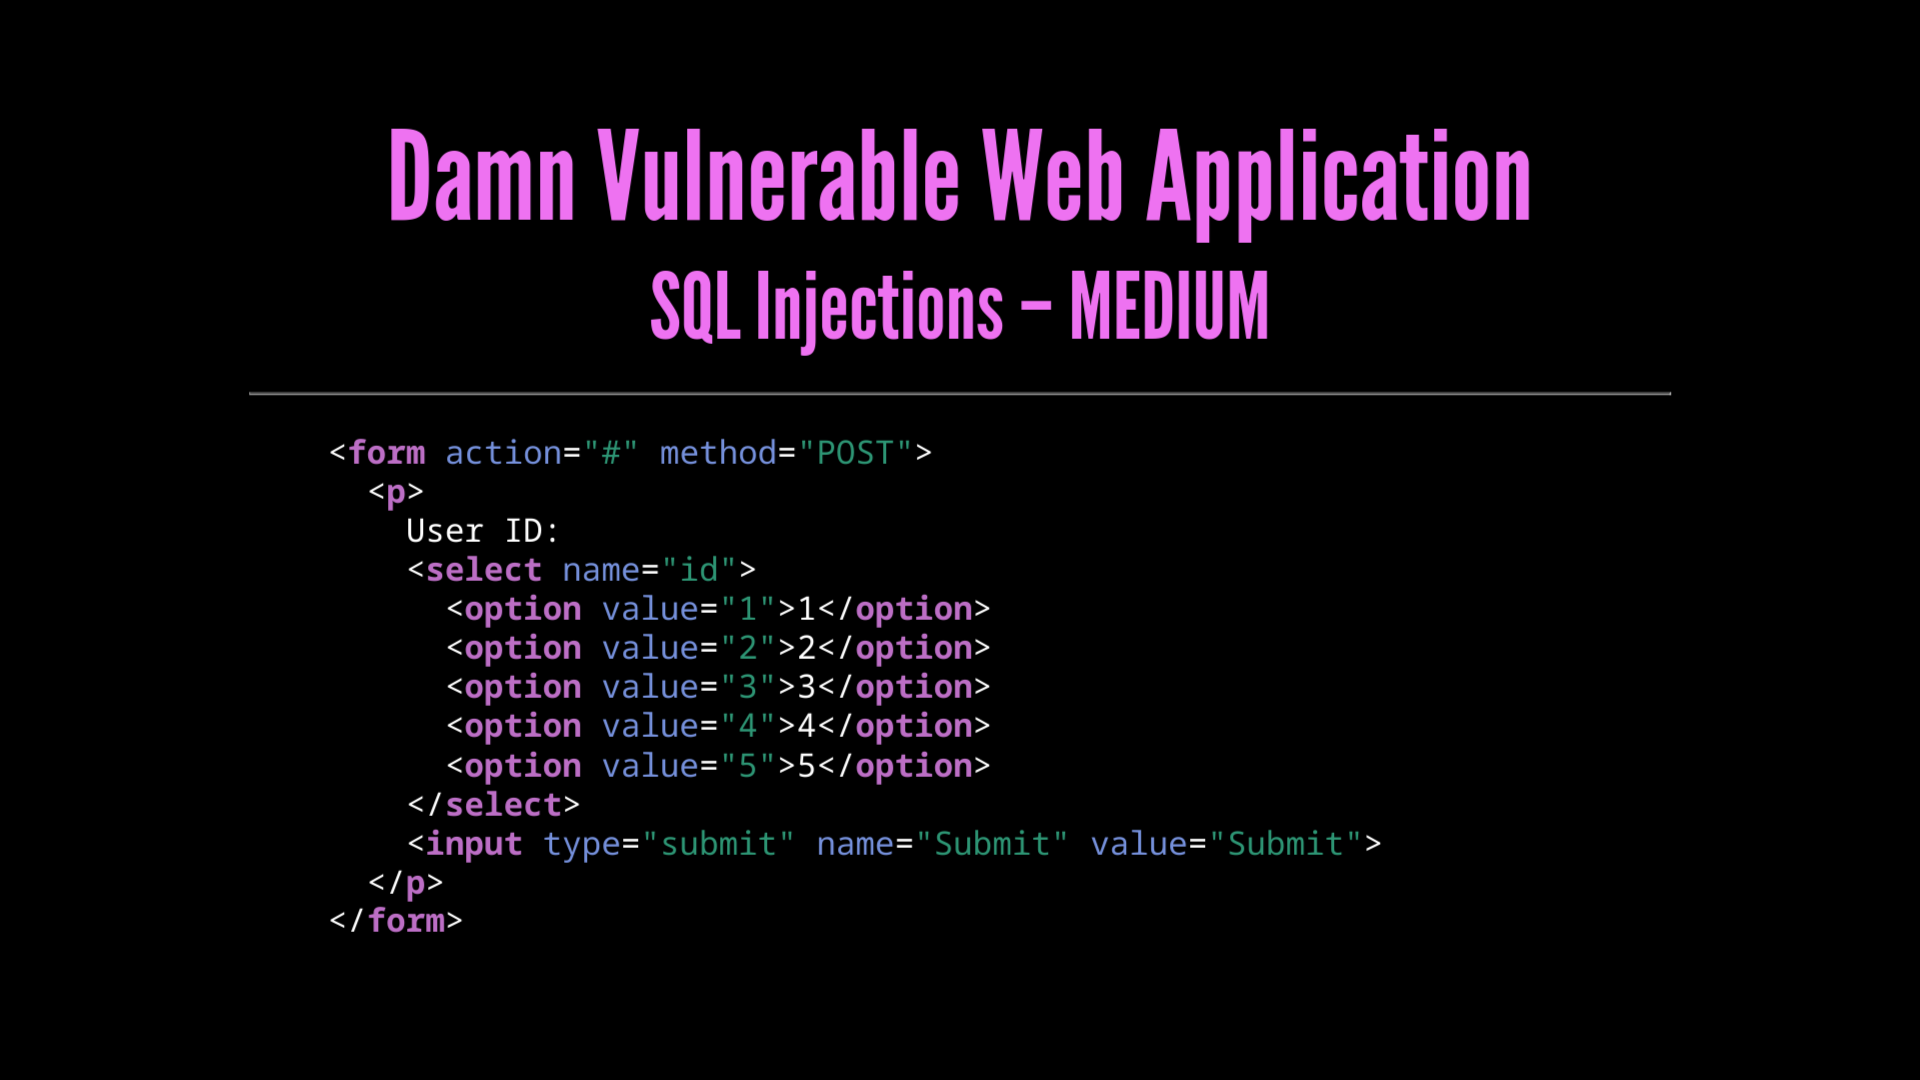 Damn Vulnerable Web Application
SQL Injections – MEDIUM
<form action="#" method="POST">
  <p>
    User ID:
    <select name="id">
      <option value="1">1</option>
      <option value="2">2</option>
      <option value="3">3</option>
      <option value="4">4</option>
      <option value="5">5</option>
    </select>
    <input type="submit" name="Submit" value="Submit">
  </p>
</form>